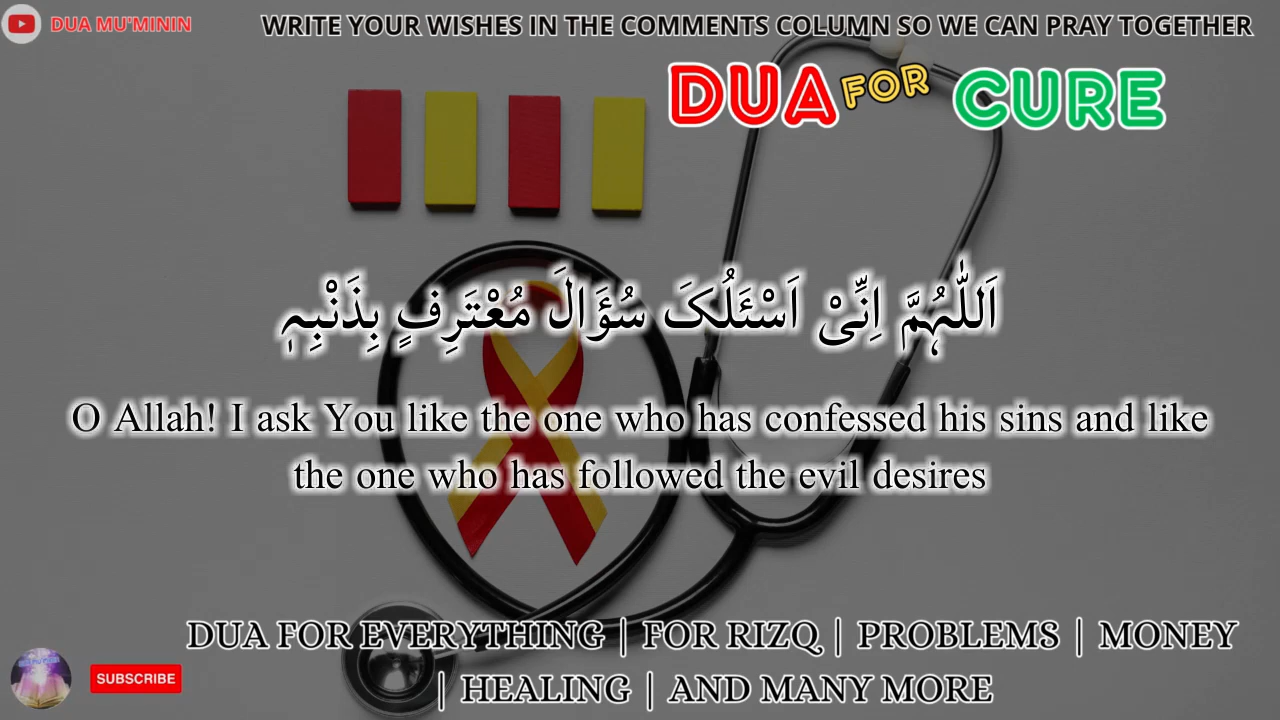 DUA MU'MININ
WRITE YOUR WISHES IN THE COMMENTS COLUMN SO WE CAN PRAY TOGETHER
DUA FOR CURE
اَللّٰہُمَّ اِنِّیْ اَسْئَلُکَ سُؤَالَ مُعْتَرِفٍ بِذَنْبِہٖ
O Allah! I ask You like the one who has confessed his sins and like
the one who has followed the evil desires
DUA FOR EVERYTHING | FOR RIZQ | PROBLEMS | MONEY
| HEALING | AND MANY MORE
SUBSCRIBE